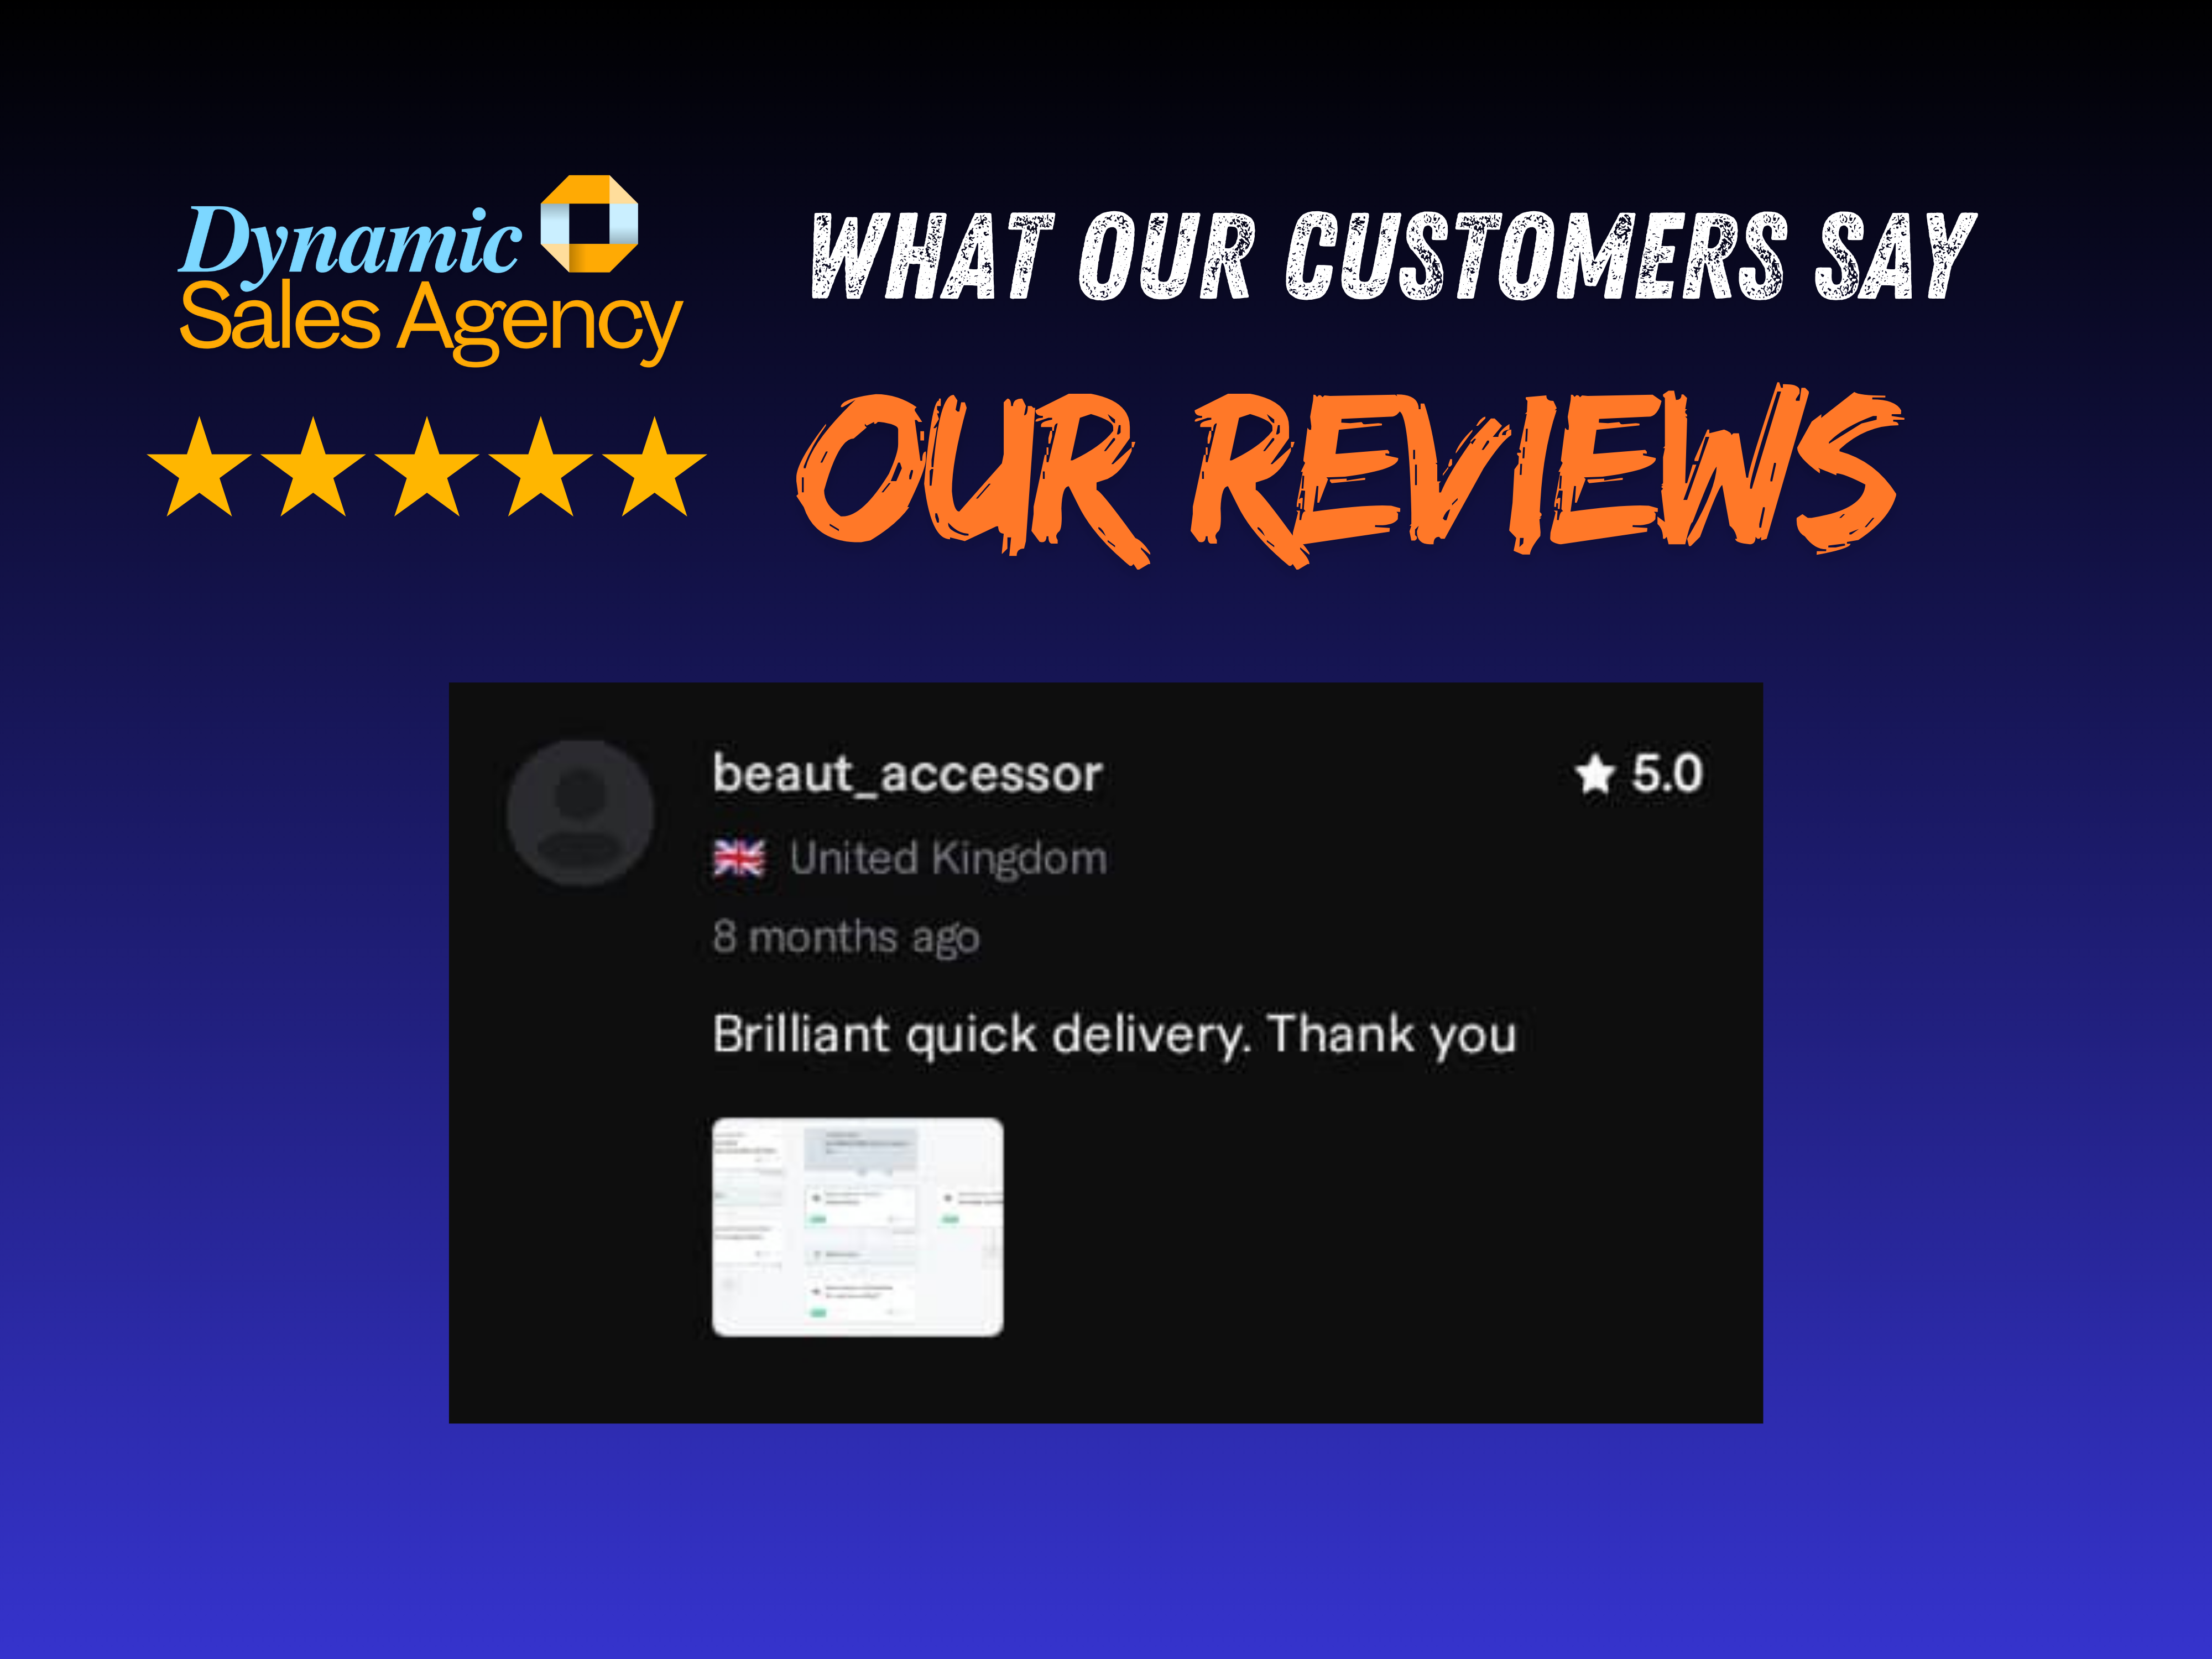 Dynamic
Sales Agency
WHAT OUR CUSTOMERS SAY
OUR REVIEWS
beaut_accessor
5.0
United Kingdom
8 months ago
Brilliant quick delivery. Thank you